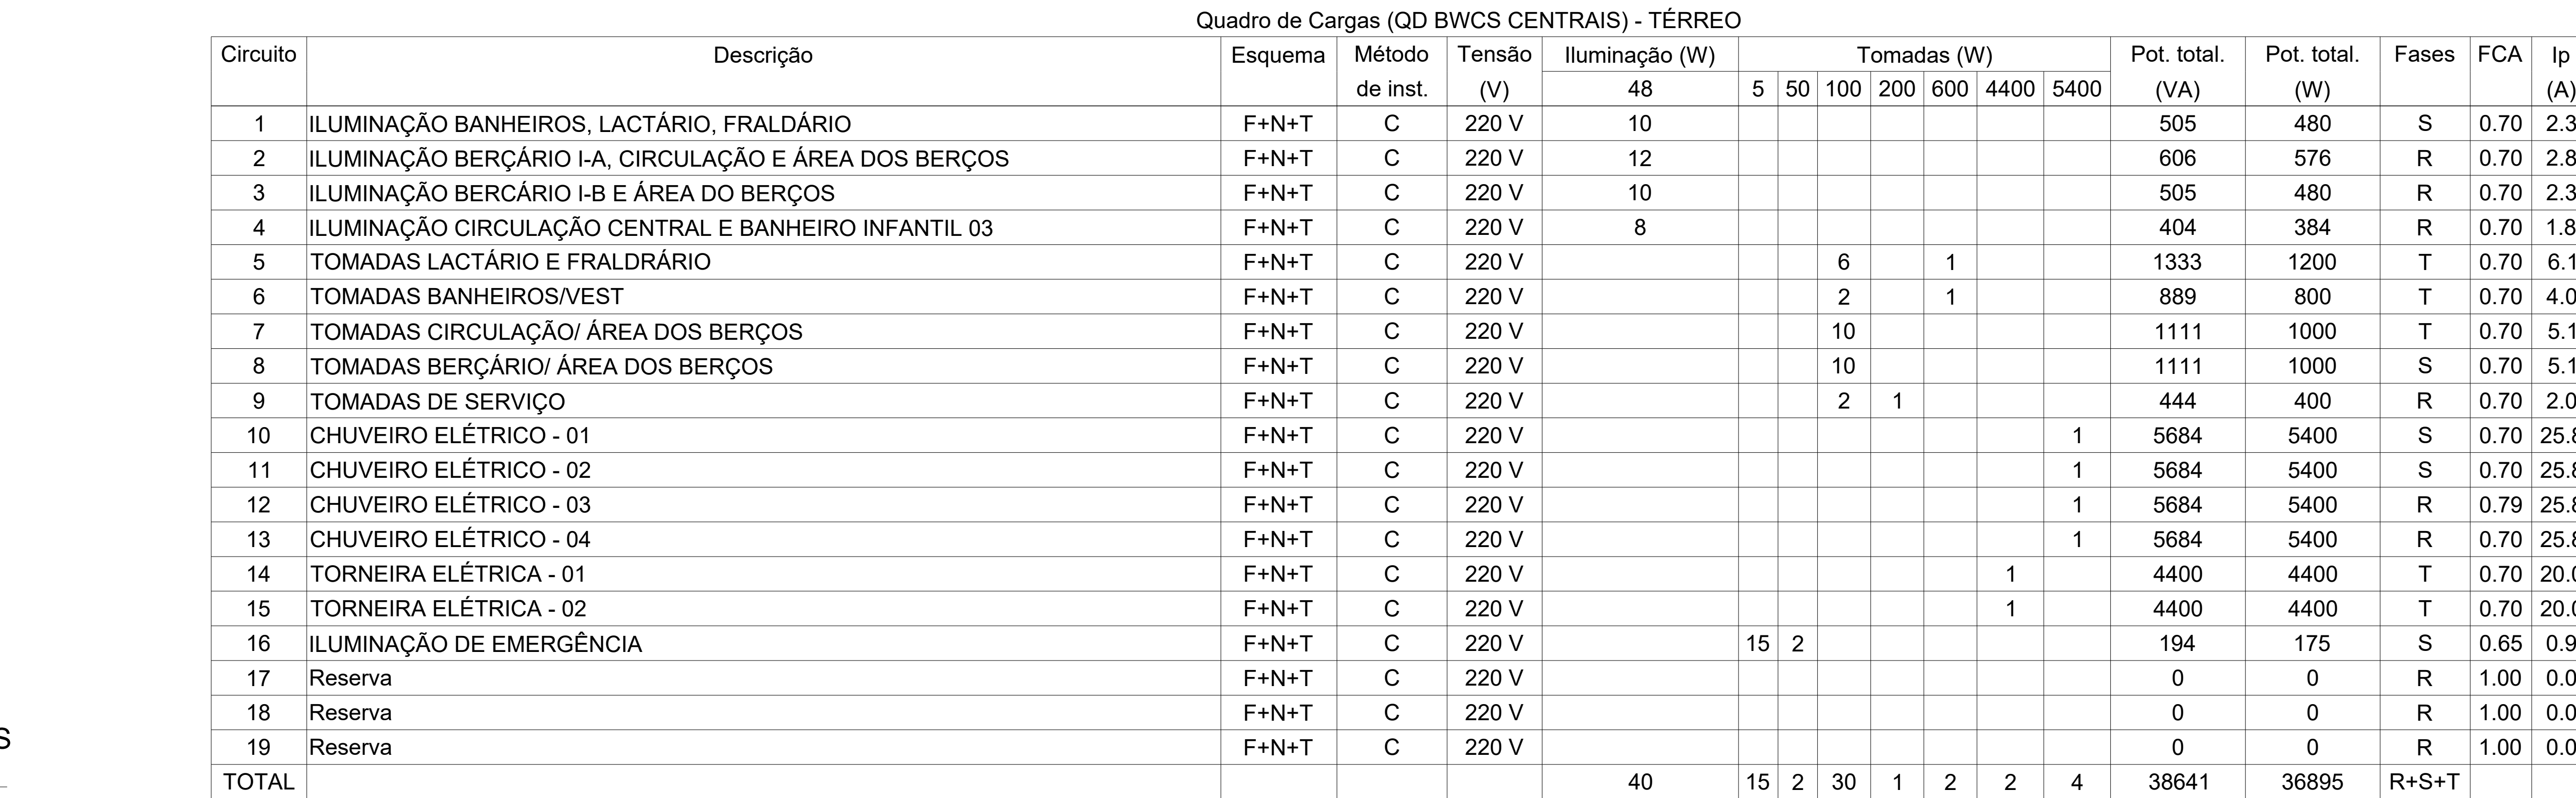 Quadro de Cargas (QD BWCS CENTRAIS) - TÉRREO
Circuito Descrição Esquema Método de inst. Tensão (V) Iluminação (W) Tomadas (W) Pot. total. (VA) Pot. total. (W) Fases FCA Ip (A)
48 5 50 100 200 600 4400 5400
1 ILUMINAÇÃO BANHEIROS, LACTÁRIO, FRALDÁRIO F+N+T C 220 V 10 505 480 S 0.70 2.3
2 ILUMINAÇÃO BERÇÁRIO I-A, CIRCULAÇÃO E ÁREA DOS BERÇOS F+N+T C 220 V 12 606 576 R 0.70 2.8
3 ILUMINAÇÃO BERCÁRIO I-B E ÁREA DO BERÇOS F+N+T C 220 V 10 505 480 R 0.70 2.3
4 ILUMINAÇÃO CIRCULAÇÃO CENTRAL E BANHEIRO INFANTIL 03 F+N+T C 220 V 8 404 384 R 0.70 1.8
5 TOMADAS LACTÁRIO E FRALDRÁRIO F+N+T C 220 V 6 1 1333 1200 T 0.70 6.1
6 TOMADAS BANHEIROS/VEST F+N+T C 220 V 2 1 889 800 T 0.70 4.0
7 TOMADAS CIRCULAÇÃO/ ÁREA DOS BERÇOS F+N+T C 220 V 10 1111 1000 T 0.70 5.1
8 TOMADAS BERÇÁRIO/ ÁREA DOS BERÇOS F+N+T C 220 V 10 1111 1000 S 0.70 5.1
9 TOMADAS DE SERVIÇO F+N+T C 220 V 2 1 444 400 R 0.70 2.0
10 CHUVEIRO ELÉTRICO - 01 F+N+T C 220 V 1 5684 5400 S 0.70 25.8
11 CHUVEIRO ELÉTRICO - 02 F+N+T C 220 V 1 5684 5400 S 0.70 25.8
12 CHUVEIRO ELÉTRICO - 03 F+N+T C 220 V 1 5684 5400 R 0.79 25.8
13 CHUVEIRO ELÉTRICO - 04 F+N+T C 220 V 1 5684 5400 R 0.70 25.8
14 TORNEIRA ELÉTRICA - 01 F+N+T C 220 V 1 4400 4400 T 0.70 20.0
15 TORNEIRA ELÉTRICA - 02 F+N+T C 220 V 1 4400 4400 T 0.70 20.0
16 ILUMINAÇÃO DE EMERGÊNCIA F+N+T C 220 V 15 2 194 175 S 0.65 0.9
17 Reserva F+N+T C 220 V 0 0 R 1.00 0.0
18 Reserva F+N+T C 220 V 0 0 R 1.00 0.0
S
19 Reserva F+N+T C 220 V 0 0 R 1.00 0.0
TOTAL 40 15 2 30 1 2 2 4 38641 36895 R+S+T